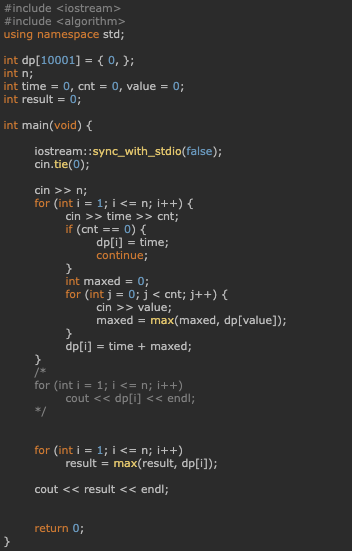 #include <iostream>
#include <algorithm>
using namespace std;

int dp[10001] = { 0, };
int n;
int time = 0, cnt = 0, value = 0;
int result = 0;

int main(void) {

        iostream::sync_with_stdio(false);
        cin.tie(0);

        cin >> n;
        for (int i = 1; i <= n; i++) {
                cin >> time >> cnt;
                if (cnt == 0) {
                        dp[i] = time;
                        continue;
                }
                int maxed = 0;
                for (int j = 0; j < cnt; j++) {
                        cin >> value;
                        maxed = max(maxed, dp[value]);
                }
                dp[i] = time + maxed;
        }
        /*
        for (int i = 1; i <= n; i++)
                cout << dp[i] << endl;
        */


        for (int i = 1; i <= n; i++)
                result = max(result, dp[i]);

        cout << result << endl;


        return 0;
}